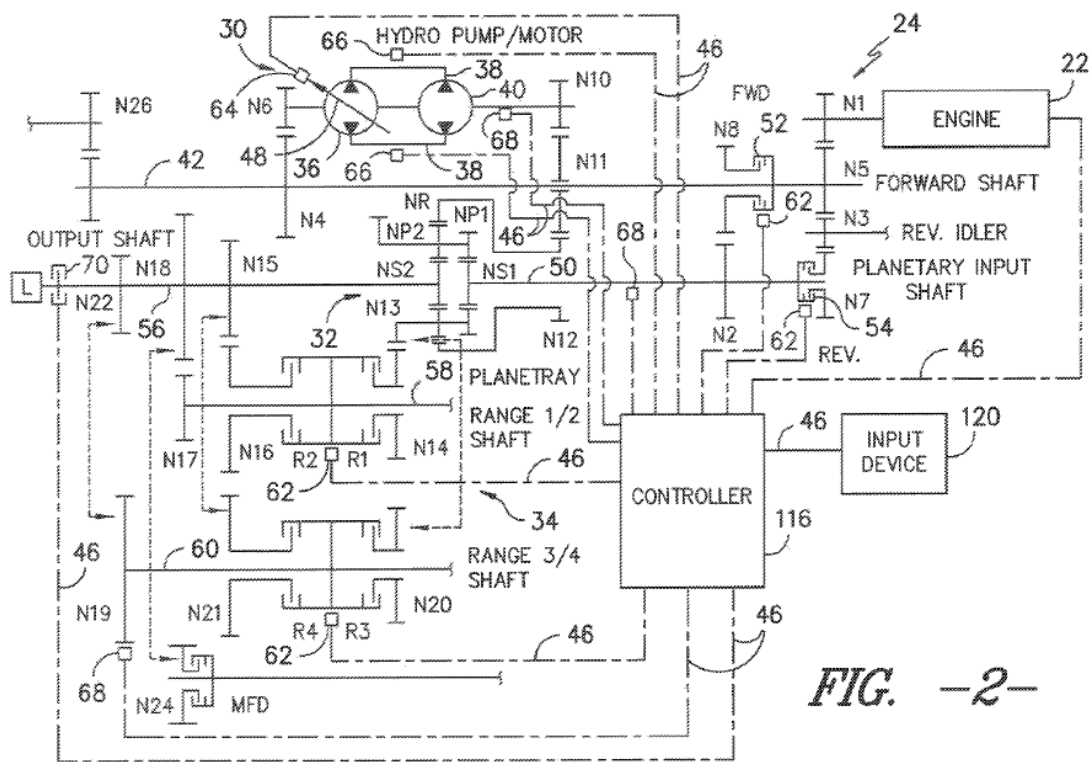 HYDRO PUMP/MOTOR
46
24
30
66
38
22
64
N6
40
N10
FWD
N1
ENGINE
N26
68
N8
52
48
36
66
38
N11
42
N5
FORWARD SHAFT
NR
NP1
62
N4
NP2
46
N3
REV. IDLER
OUTPUT SHAFT
70
N18
N15
NS2
NS1
50
68
PLANETARY INPUT
SHAFT
L
N22
56
32
N13
N12
N2
62
N7
54
REV.
58
PLANETRAY
46
RANGE 1/2
SHAFT
N17
N16
R2
R1
N14
46
INPUT
DEVICE
120
62
46
34
CONTROLLER
116
60
RANGE 3/4
SHAFT
46
N19
N21
R4
R3
N20
62
46
46
68
N24
MFD
FIG. -2-